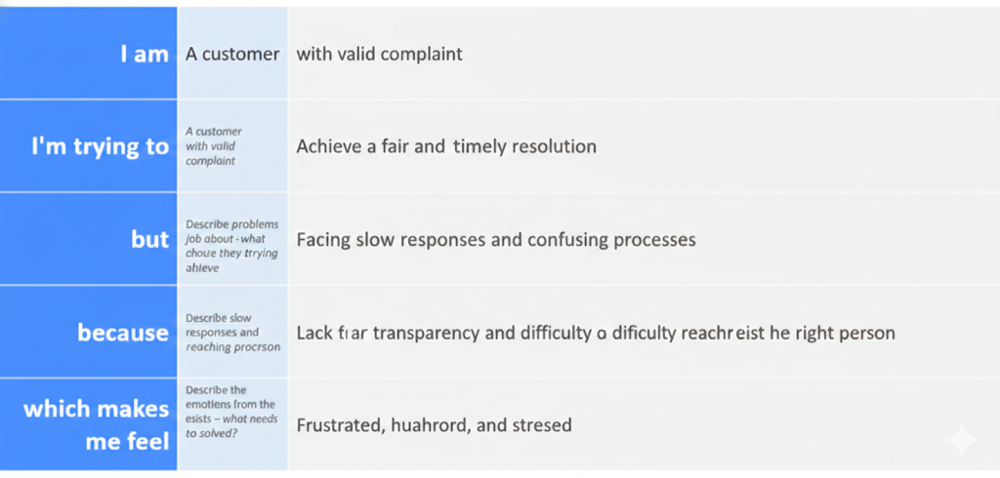 I am
A customer
with valid complaint
I'm trying to
A customer
with valid
complaint
Achieve a fair and timely resolution
but
Describe problems
job about - what
choue they trrying
ahieve
Facing slow responses and confusing processes
because
Describe slow
responses and
reaching procrson
Lack far transparency and difficulty o dificulty reachreist he right person
which makes
me feel
Describe the
emotiens from the
esists – what needs
to solved?
Frustrated, huahrord, and stresed